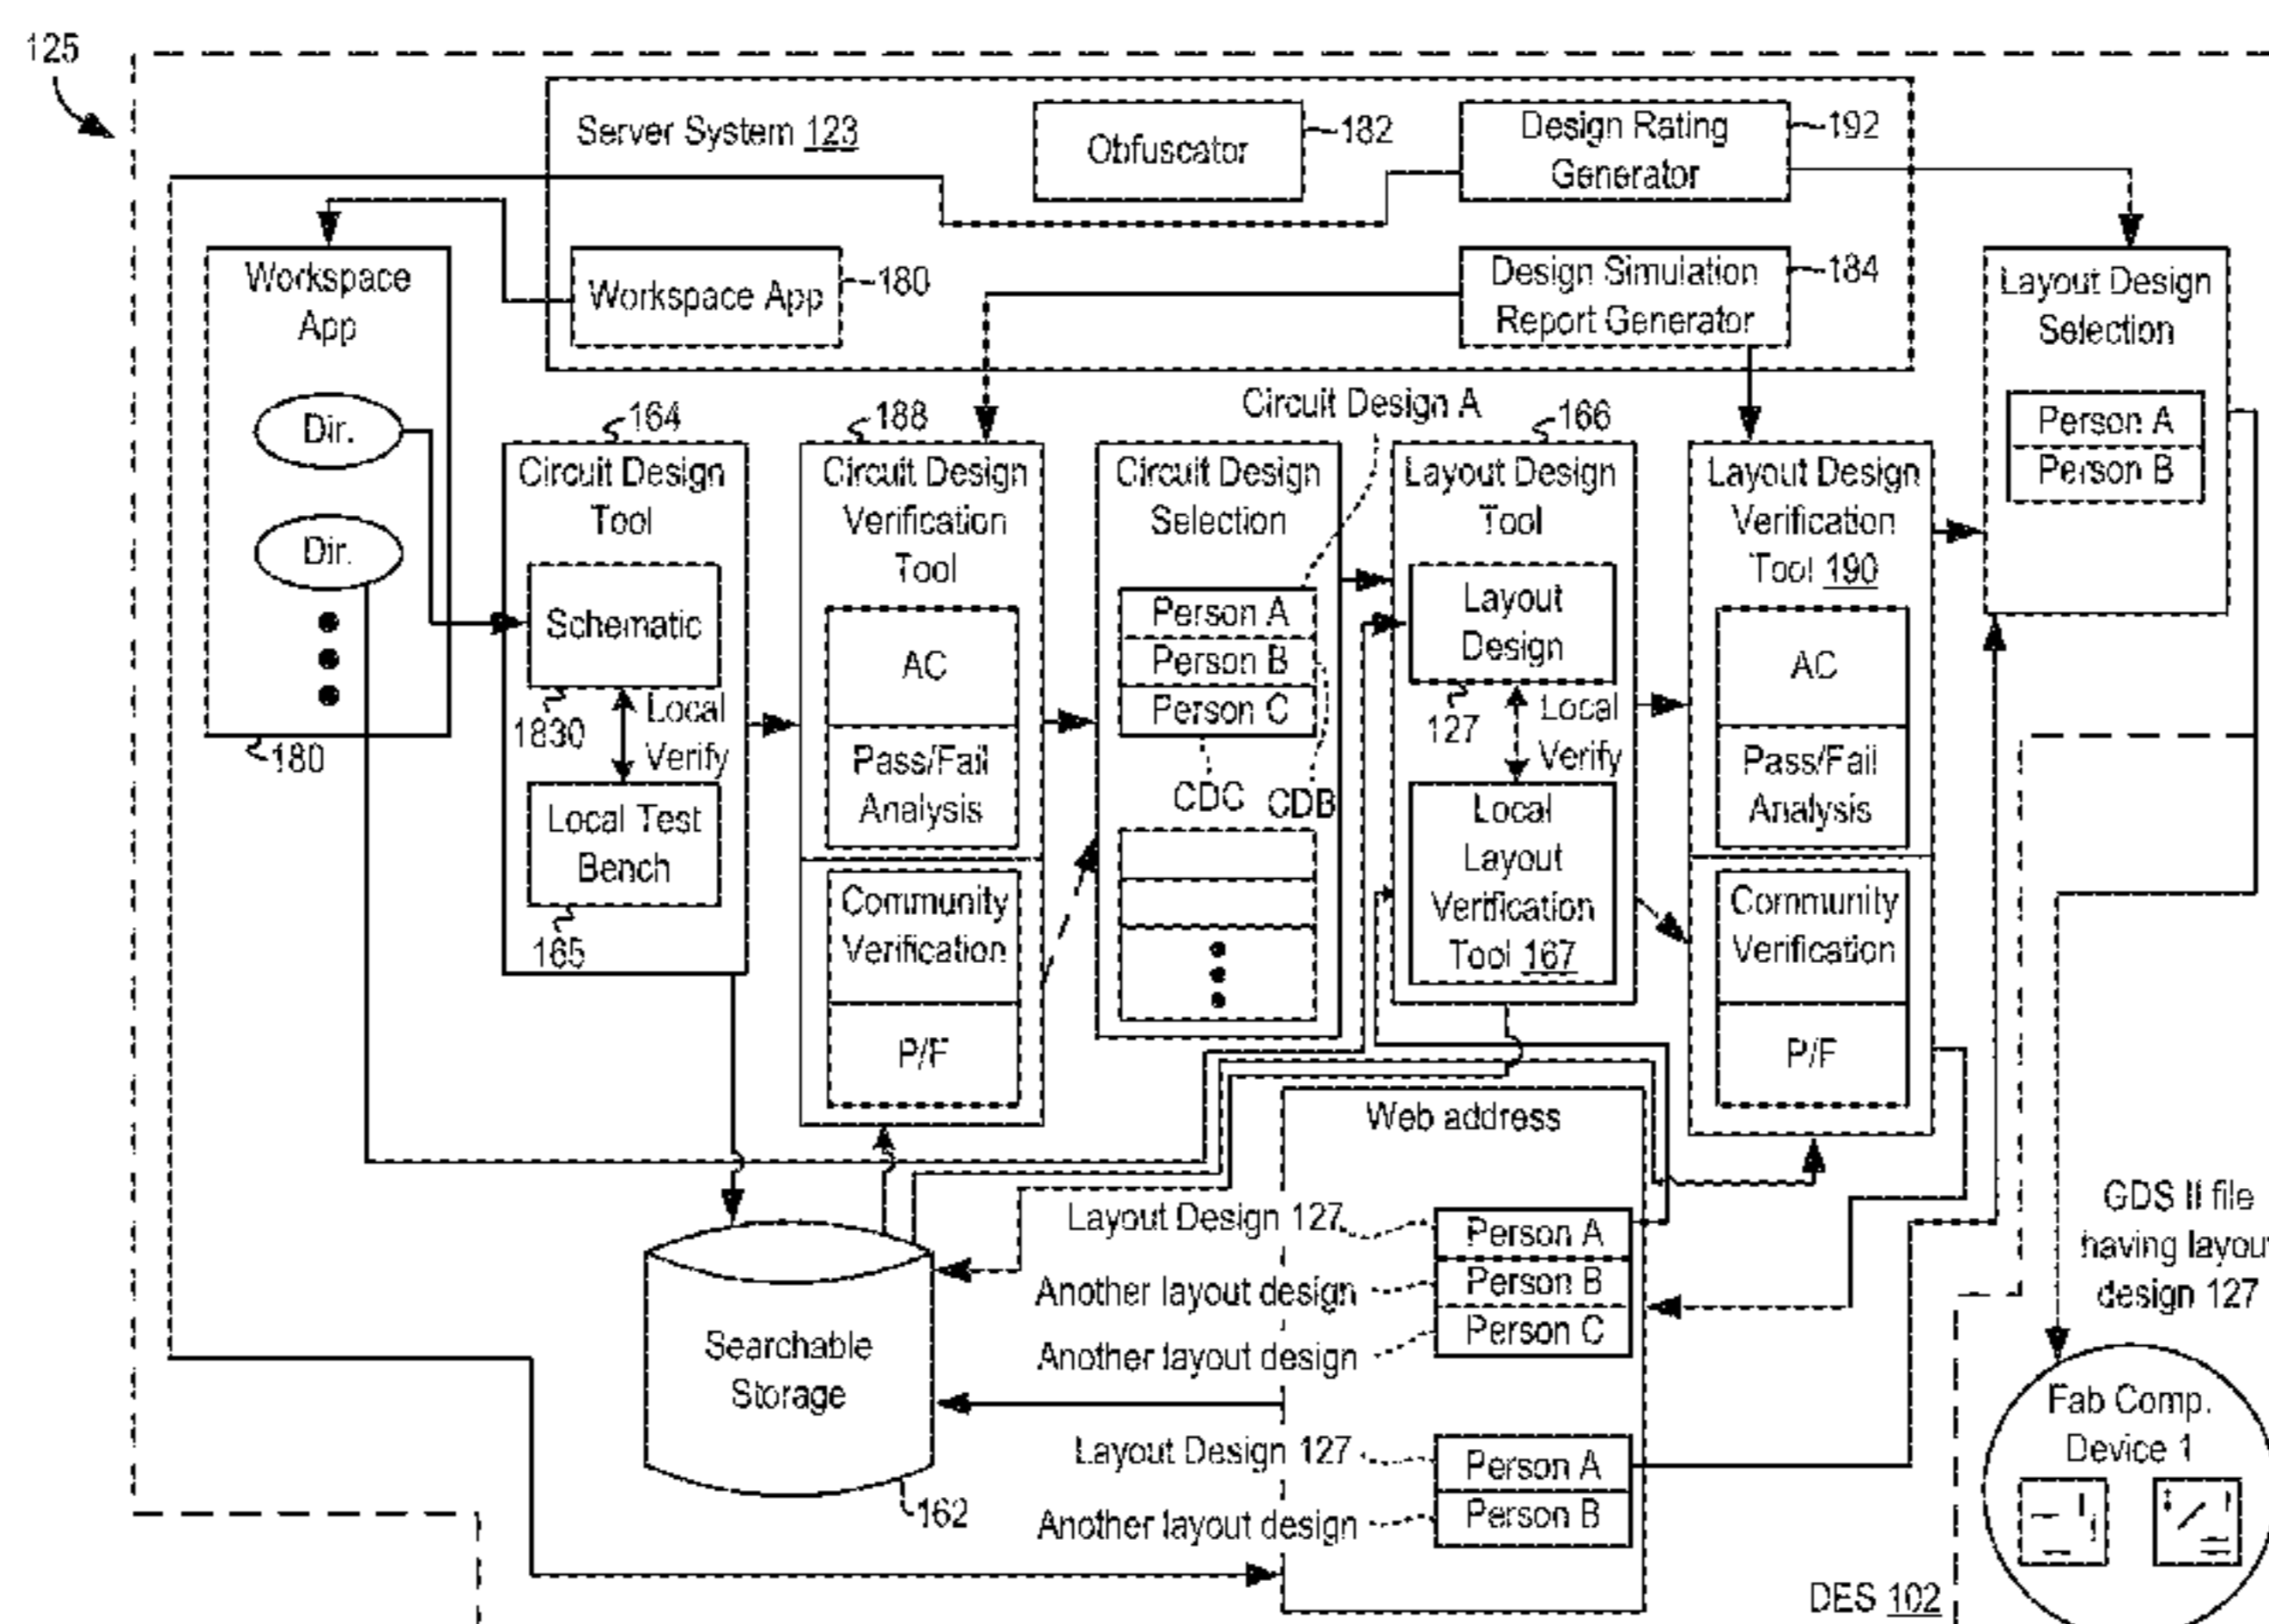 125
Server System 123
Obfuscator
182
Design Rating
Generator
192
Workspace
App
Dir.
Dir.
180
Workspace App
180
Design Simulation
Report Generator
184
Layout Design
Selection
Person A
Person B
164
Circuit Design
Tool
Schematic
1830
Local
Verify
Local Test
Bench
165
188
Circuit Design
Verification
Tool
AC
Pass/Fail
Analysis
Community
Verification
P/F
Circuit Design A
Circuit Design
Selection
Person A
Person B
Person C
CDC
CDB
166
Layout Design
Tool
Layout
Design
127
Local
Verify
Local
Layout
Verification
Tool 167
Layout Design
Verification
Tool 190
AC
Pass/Fail
Analysis
Community
Verification
P/F
Web address
Layout Design 127
Person A
Another layout design
Person B
Another layout design
Person C
Layout Design 127
Person A
Another layout design
Person B
Searchable
Storage
162
GDS II file
having layou
design 127
Fab Comp.
Device 1
DES 102